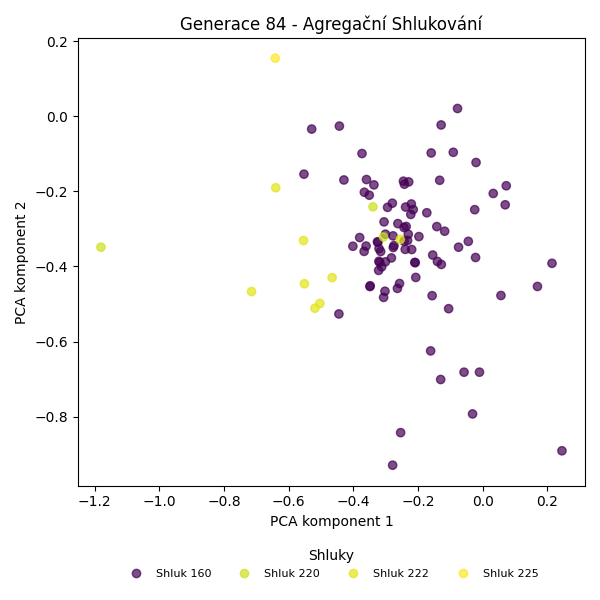 Generace 84 - Agregační Shlukování
PCA komponent 2
0.2
0.0
−0.2
−0.4
−0.6
−0.8
−1.2
−1.0
−0.8
−0.6
−0.4
−0.2
0.0
0.2
PCA komponent 1
Shluky
Shluk 160
Shluk 220
Shluk 222
Shluk 225